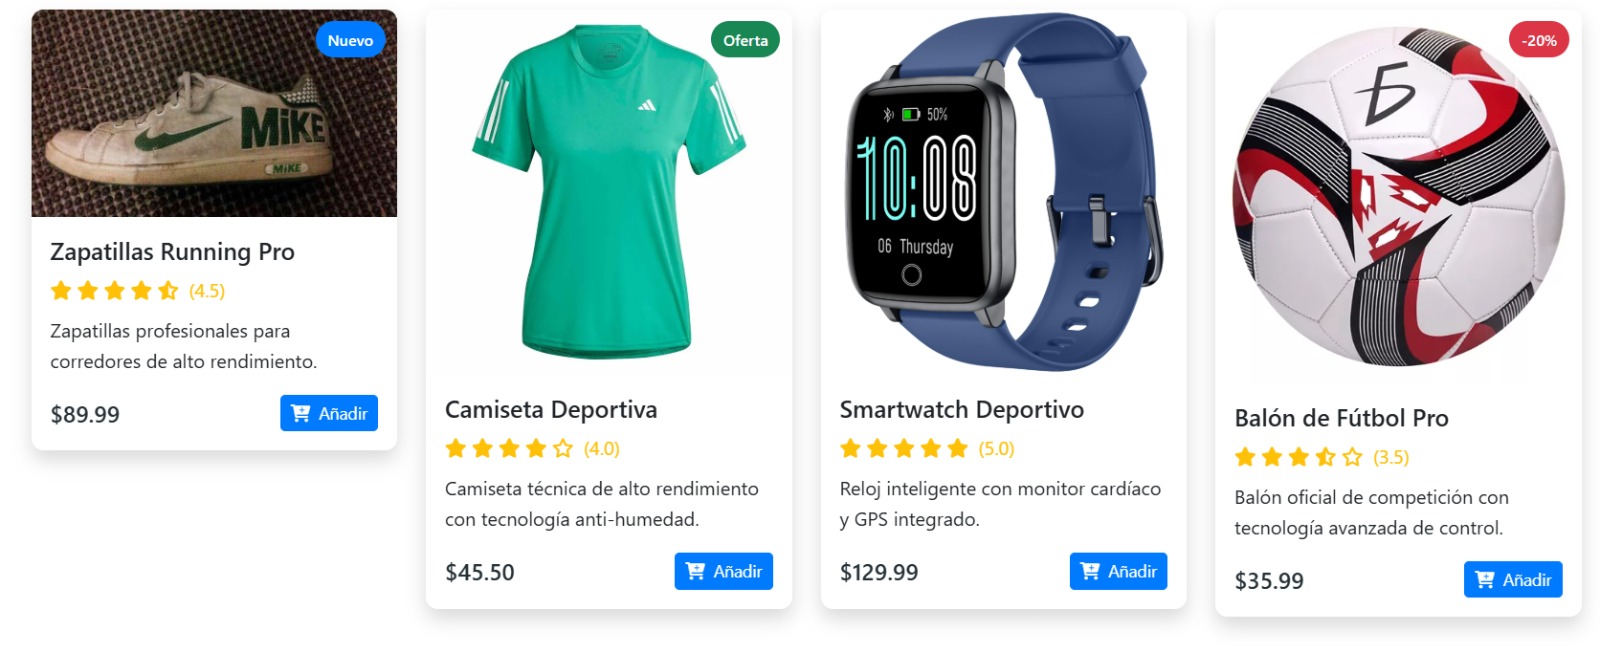 Nuevo
MiKE
MiKE
Zapatillas Running Pro
(4.5)
Zapatillas profesionales para
corredores de alto rendimiento.
$89.99
Añadir
Oferta
Camiseta Deportiva
(4.0)
Camiseta técnica de alto rendimiento
con tecnología anti-humedad.
$45.50
Añadir
50%
10:08
06 Thursday
Smartwatch Deportivo
(5.0)
Reloj inteligente con monitor cardíaco
y GPS integrado.
$129.99
Añadir
-20%
Balón de Fútbol Pro
(3.5)
Balón oficial de competición con
tecnología avanzada de control.
$35.99
Añadir